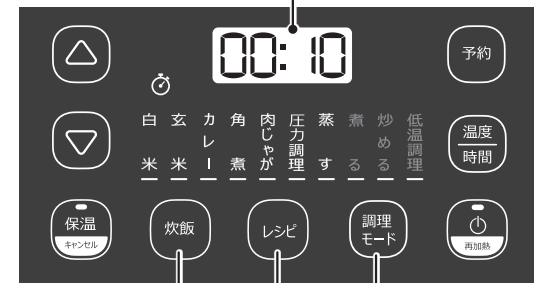 00:10
予約
白米
玄米
カレー
角煮
肉じゃが
圧力調理
蒸す
煮る
炒める
低温調理
温度
時間
保温
キャンセル
炊飯
レシピ
調理
モード
再加熱